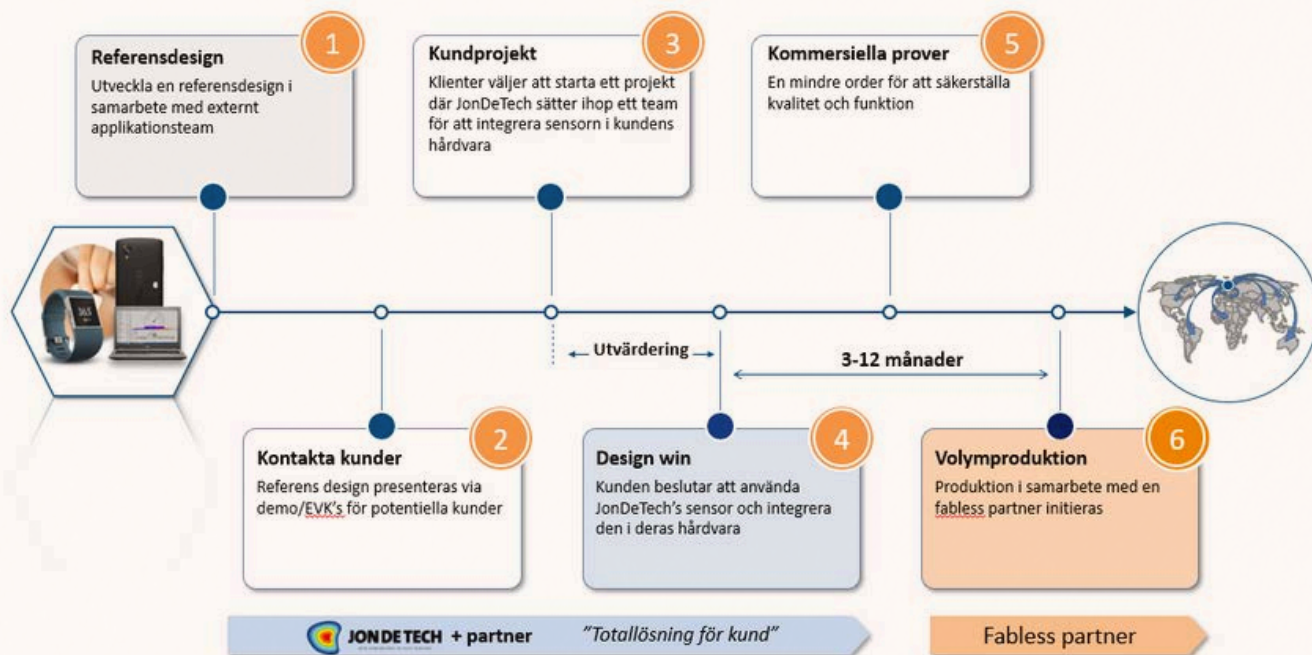 1
Referensdesign
Utveckla en referensdesign i
samarbete med externt
applikationsteam
3
Kundprojekt
Klienter väljer att starta ett projekt
där JonDeTech sätter ihop ett team
för att integrera sensorn i kundens
hårdvara
5
Kommersiella prover
En mindre order för att säkerställa
kvalitet och funktion
Utvärdering
3-12 månader
2
Kontakta kunder
Referens design presenteras via
demo/EVK's för potentiella kunder
4
Design win
Kunden beslutar att använda
JonDeTech's sensor och integrera
den i deras hårdvara
6
Volymproduktion
Produktion i samarbete med en
fabless partner initieras
JONDETECH + partner "Totallösning för kund"
Fabless partner